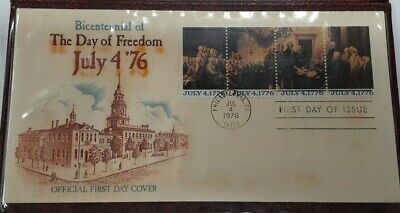 Bicentennial of
The Day of Freedom
July 4 '76
JULY 4, 1776 JULY 4, 1776 JULY 4, 1776 JULY 4, 1776
JUL
4
1976
FIRST DAY OF ISSUE
OFFICIAL FIRST DAY COVER